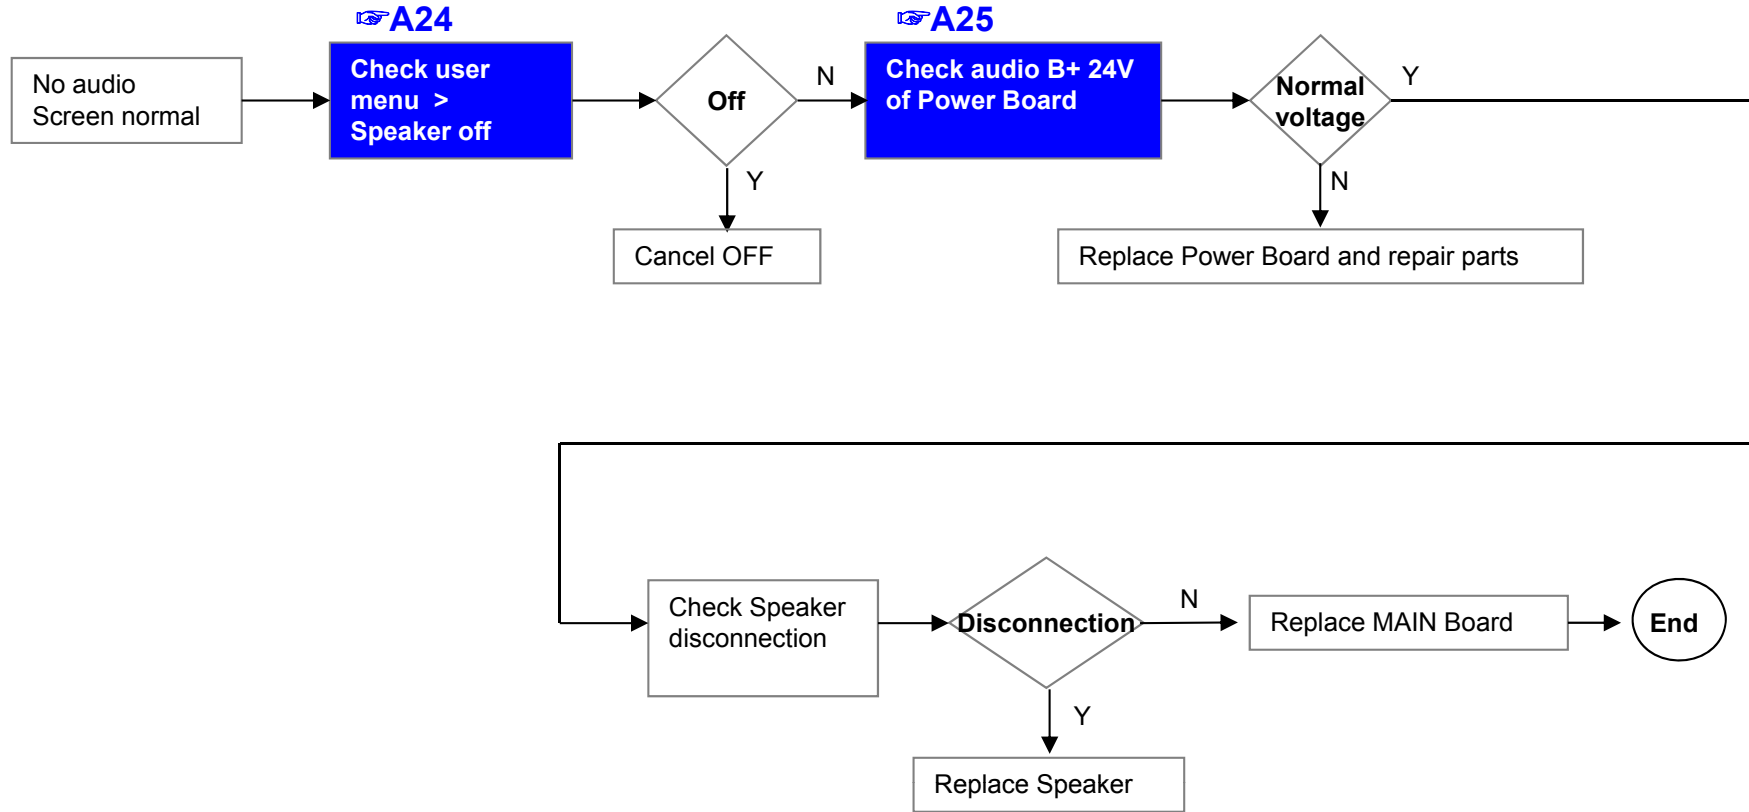 ☞A24
☞A25
No audio
Screen normal
Check user
menu >
Speaker off
Off
N
Y
Cancel OFF
Check audio B+ 24V
of Power Board
Normal
voltage
Y
N
Replace Power Board and repair parts
Check Speaker
disconnection
Disconnection
N
Y
Replace Speaker
Replace MAIN Board
End